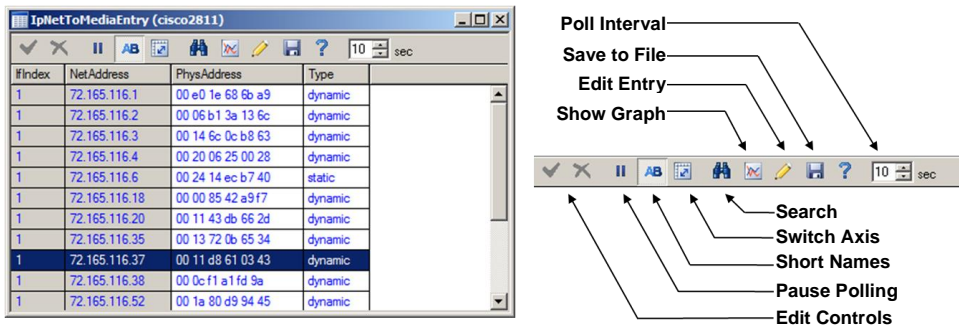 IpNetToMediaEntry (cisco2811)
AB 10 sec
IfIndex NetAddress PhysAddress Type
1 72.165.116.1 00 e0 1e 68 6b a9 dynamic
1 72.165.116.2 00 06 b1 3a 13 6c dynamic
1 72.165.116.3 00 14 6c 0c b8 63 dynamic
1 72.165.116.4 00 20 06 25 00 28 dynamic
1 72.165.116.6 00 24 14 ec b7 40 static
1 72.165.116.18 00 00 85 42 a9 f7 dynamic
1 72.165.116.20 00 11 43 db 66 2d dynamic
1 72.165.116.35 00 13 72 0b 65 34 dynamic
1 72.165.116.37 00 11 d8 61 03 43 dynamic
1 72.165.116.38 00 0c f1 a1 fd 9a dynamic
1 72.165.116.52 00 1a 80 d9 94 45 dynamic
Poll Interval
Save to File
Edit Entry
Show Graph
AB ? 10 sec
Search
Switch Axis
Short Names
Pause Polling
Edit Controls